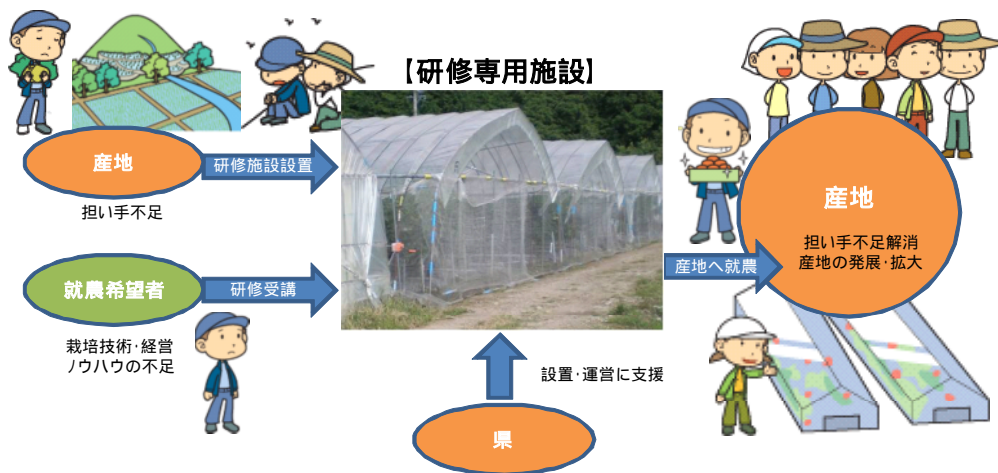 【研修専用施設】
産地
研修施設設置
担い手不足
就農希望者
研修受講
栽培技術・経営
ノウハウの不足
設置・運営に支援
県
産地へ就農
産地
担い手不足解消
産地の発展・拡大